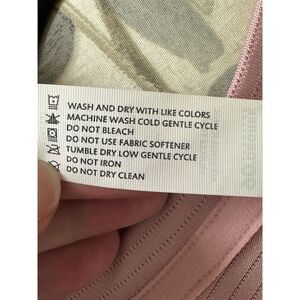 WASH AND DRY WITH LIKE COLORS
MACHINE WASH COLD GENTLE CYCLE
DO NOT BLEACH
DO NOT USE FABRIC SOFTENER
TUMBLE DRY LOW GENTLE CYCLE
DO NOT IRON
DO NOT DRY CLEAN